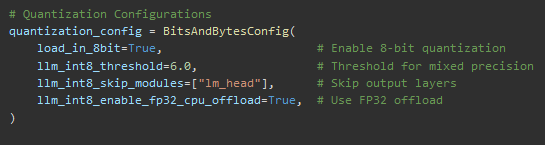 # Quantization Configurations
quantization_config = BitsAndBytesConfig(
    load_in_8bit=True,                      # Enable 8-bit quantization
    llm_int8_threshold=6.0,                 # Threshold for mixed precision
    llm_int8_skip_modules=["lm_head"],      # Skip output layers
    llm_int8_enable_fp32_cpu_offload=True,  # Use FP32 offload
)